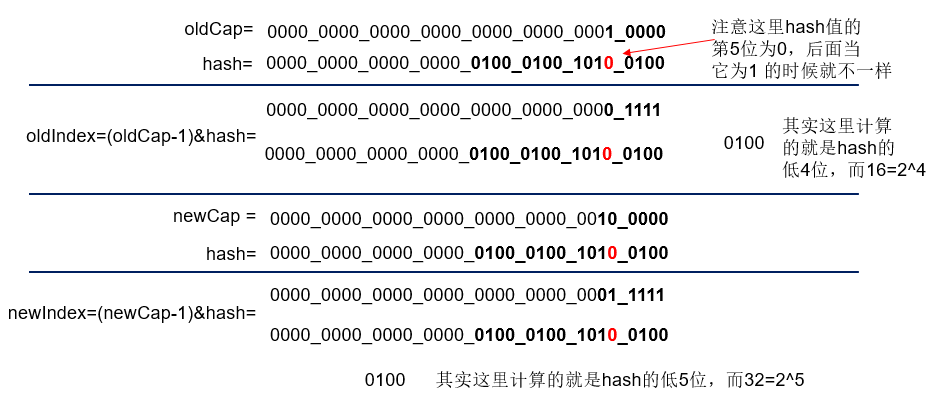 oldCap= 0000_0000_0000_0000_0000_0000_0001_0000
注意这里hash值的
第5位为0，后面当
它为1 的时候就不一样
hash= 0000_0000_0000_0000_0100_0100_1010_0100
0000_0000_0000_0000_0000_0000_0000_1111
oldIndex=(oldCap-1)&hash=
0000_0000_0000_0000_0100_0100_1010_0100
0100
其实这里计算
的就是hash的
低4位，而16=2^4
newCap = 0000_0000_0000_0000_0000_0000_0010_0000
hash= 0000_0000_0000_0000_0100_0100_1010_0100
0000_0000_0000_0000_0000_0000_0001_1111
newIndex=(newCap-1)&hash=
0000_0000_0000_0000_0100_0100_1010_0100
0100 其实这里计算的就是hash的低5位，而32=2^5